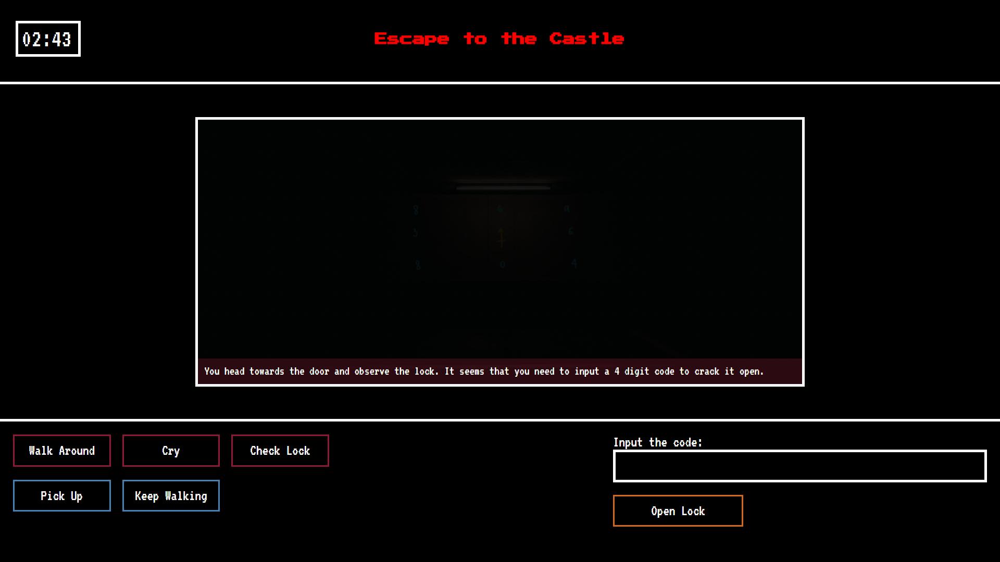 02:43
Escape to the Castle
8 6 9
3 6
8 0 4
You head towards the door and observe the lock. It seems that you need to input a 4 digit code to crack it open.
Walk Around
Cry
Check Lock
Input the code:
Pick Up
Keep Walking
Open Lock